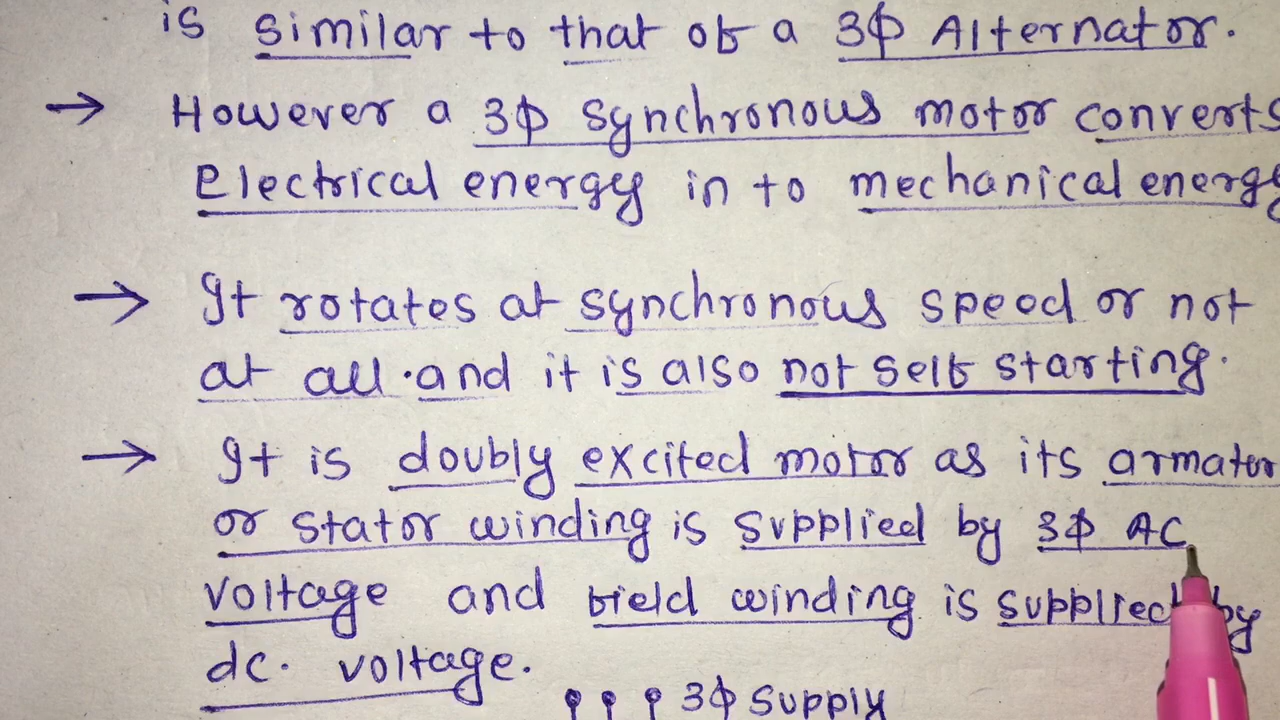 is similar to that of a 3Φ Alternator.
→ However a 3Φ synchronous motor converts
Electrical energy in to mechanical energy
→ It rotates at synchronous speed or not
at all. and it is also not self starting.
→ It is doubly excited motor as its armator
or stator winding is supplied by 3Φ AC
voltage and field winding is supplied by
dc. voltage.
3Φ Supply